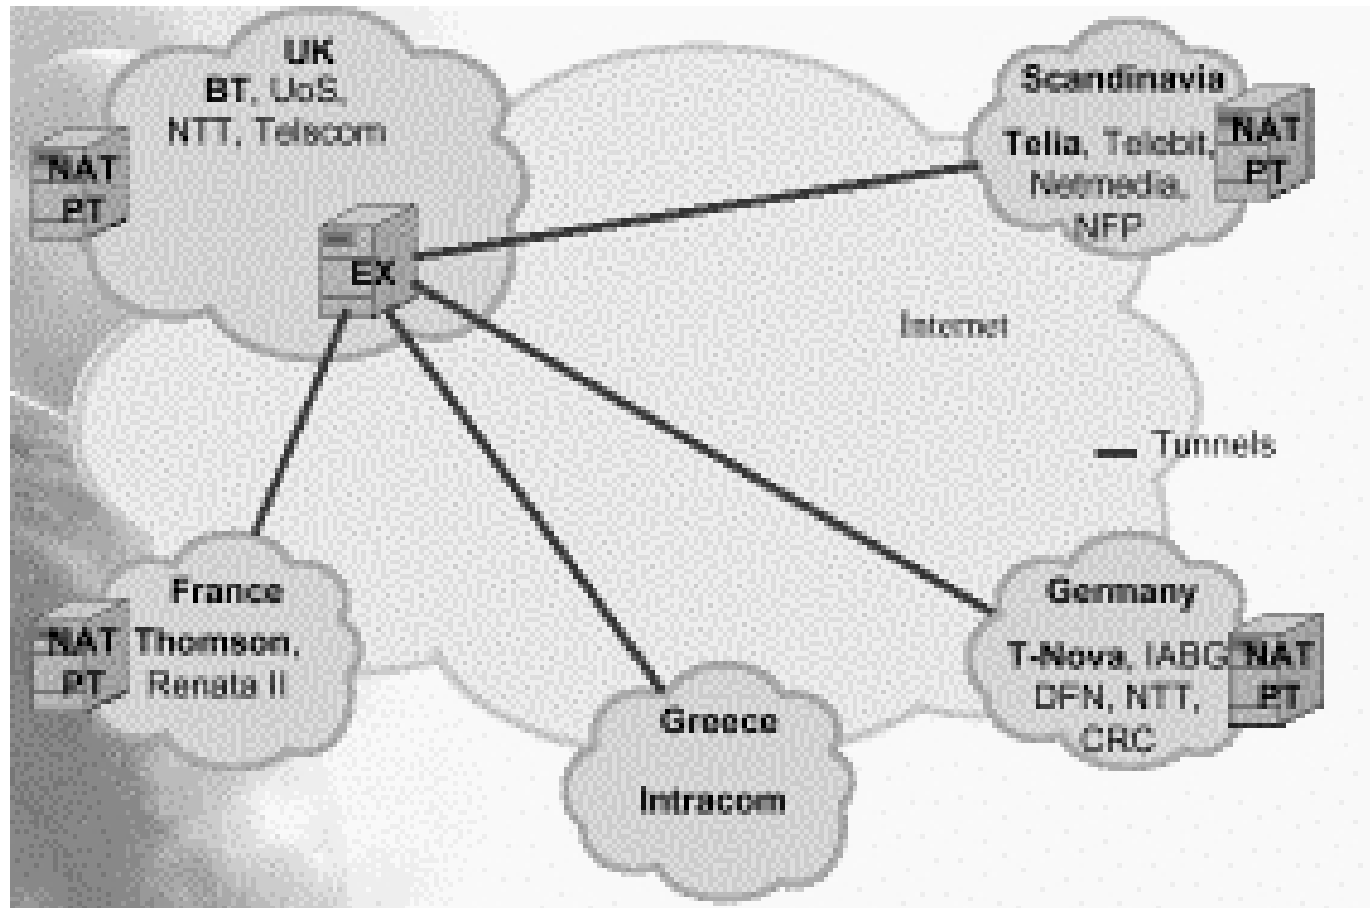 UK
BT, UoS,
NTT, Telscom
NAT
PT
EX
Scandinavia
Telia, Telebit,
Netmedia,
NFP
NAT
PT
Internet
Tunnels
France
Thomson,
Renata II
NAT
PT
Greece
Intracom
Germany
T-Nova, IABG
DFN, NTT,
CRC
NAT
PT